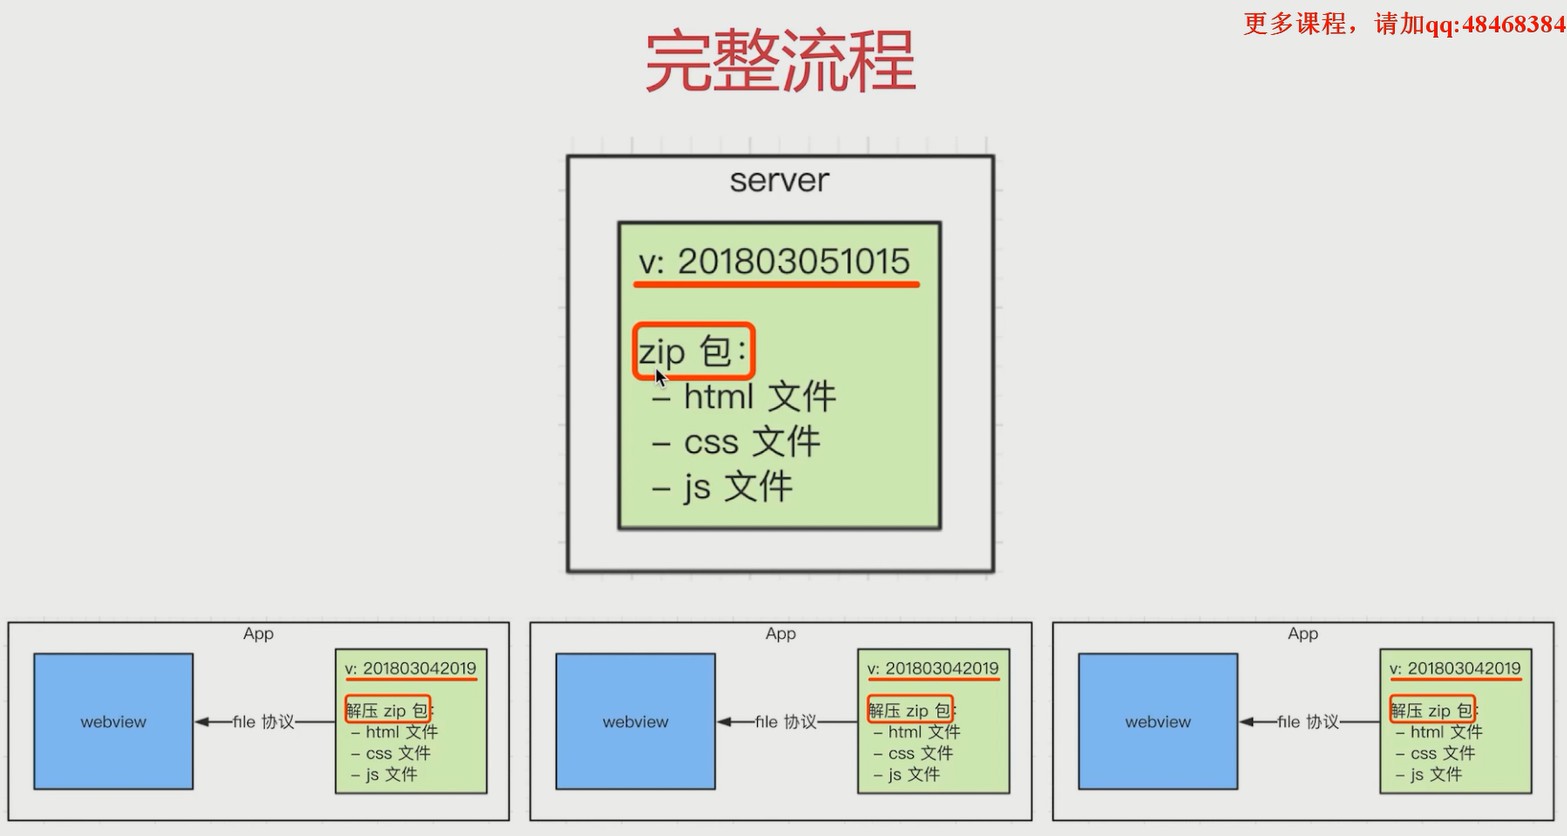 更多课程，请加qq:48468384
完整流程
server
v: 201803051015
zip 包:
– html 文件
– css 文件
– js 文件
App
webview
file 协议
v: 201803042019
解压 zip 包:
– html 文件
– css 文件
– js 文件
App
webview
file 协议
v: 201803042019
解压 zip 包:
– html 文件
– css 文件
– js 文件
App
webview
file 协议
v: 201803042019
解压 zip 包:
– html 文件
– css 文件
– js 文件